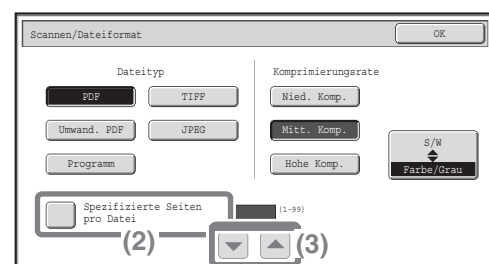 Scannen/Dateiformat
OK
Dateityp
Komprimierungsrate
PDF
TIFF
Nied. Komp.
Umwand. PDF
JPEG
Mitt. Komp.
S/W
Farbe/Grau
Programm
Hohe Komp.
Spezifizierte Seiten
pro Datei
(1-99)
(2)
(3)